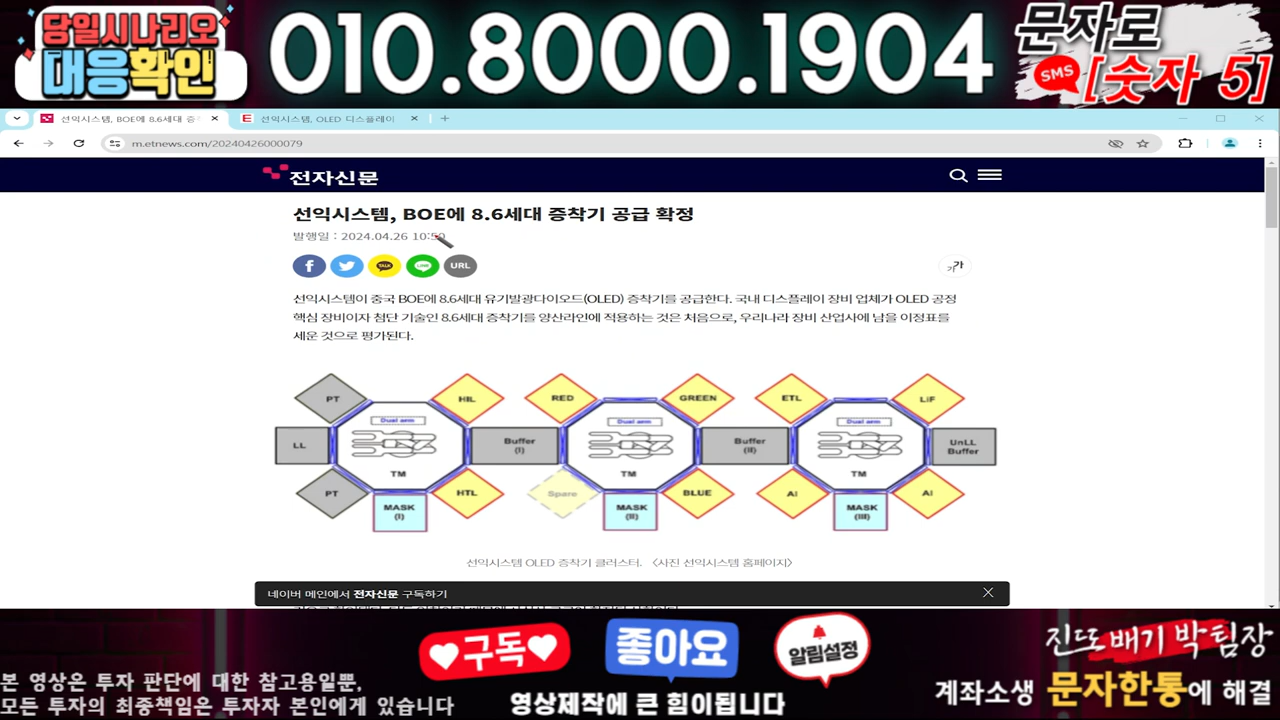 당일시나리오
대응확인
010.8000.1904
문자로
SMS [숫자 5]
선익시스템, BOE에 8.6세대 증
선익시스템, OLED 디스플레이
m.etnews.com/20240426000079
전자신문
선익시스템, BOE에 8.6세대 증착기 공급 확정
발행일 : 2024.04.26 10:50
f TALK LINE URL
가 가
선익시스템이 중국 BOE에 8.6세대 유기발광다이오드(OLED) 증착기를 공급한다. 국내 디스플레이 장비 업체가 OLED 공정
핵심 장비이자 첨단 기술인 8.6세대 증착기를 양산라인에 적용하는 것은 처음으로, 우리나라 장비 산업사에 남을 이정표를
세운 것으로 평가된다.
PT HIL RED GREEN ETL LiF
Dual arm Dual arm Dual arm
LL Buffer (I) Buffer (II) UnLL Buffer
TM TM TM
PT HTL Spare BLUE Al Al
MASK (I) MASK (II) MASK (III)
선익시스템 OLED 증착기 클러스터. 〈사진 선익시스템 홈페이지〉
네이버 메인에서 전자신문 구독하기
구독
좋아요
알림설정
영상제작에 큰 힘이됩니다
본 영상은 투자 판단에 대한 참고용일뿐,
모든 투자의 최종책임은 투자자 본인에게 있습니다
진또배기 박팀장
계좌소생 문자한통에 해결